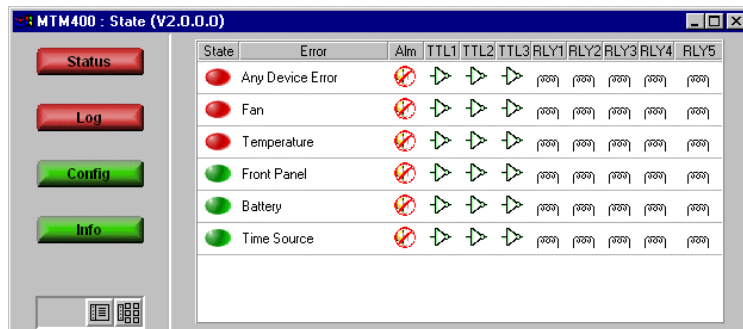 MTM400 : State (V2.0.0.0)
Status
Log
Config
Info
State Error Alm TTL1 TTL2 TTL3 RLY1 RLY2 RLY3 RLY4 RLY5
Any Device Error
Fan
Temperature
Front Panel
Battery
Time Source